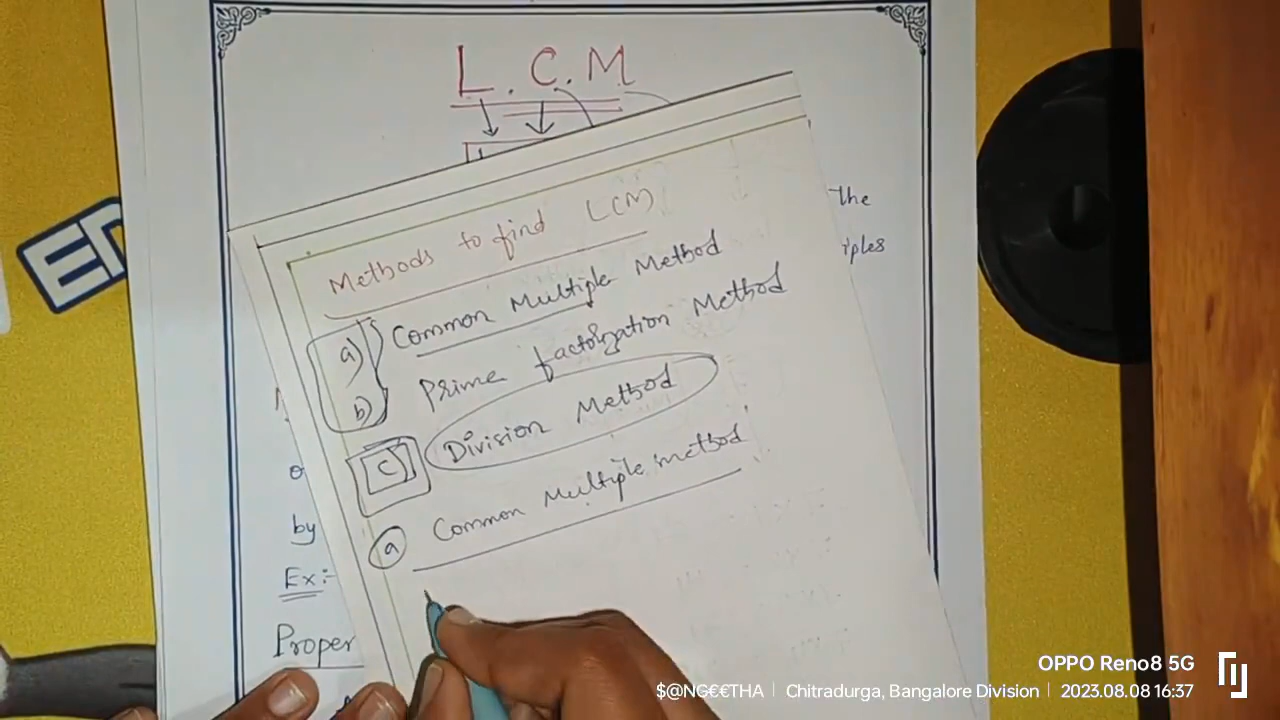 L.C.M
Methods to find LCM
a) Common Multiple Method
b) Prime factorization Method
c) Division Method
a Common Multiple method
The
iples
by
Ex:-
Proper
EN
OPPO Reno8 5G
$@NG€€THA | Chitradurga, Bangalore Division | 2023.08.08 16:37